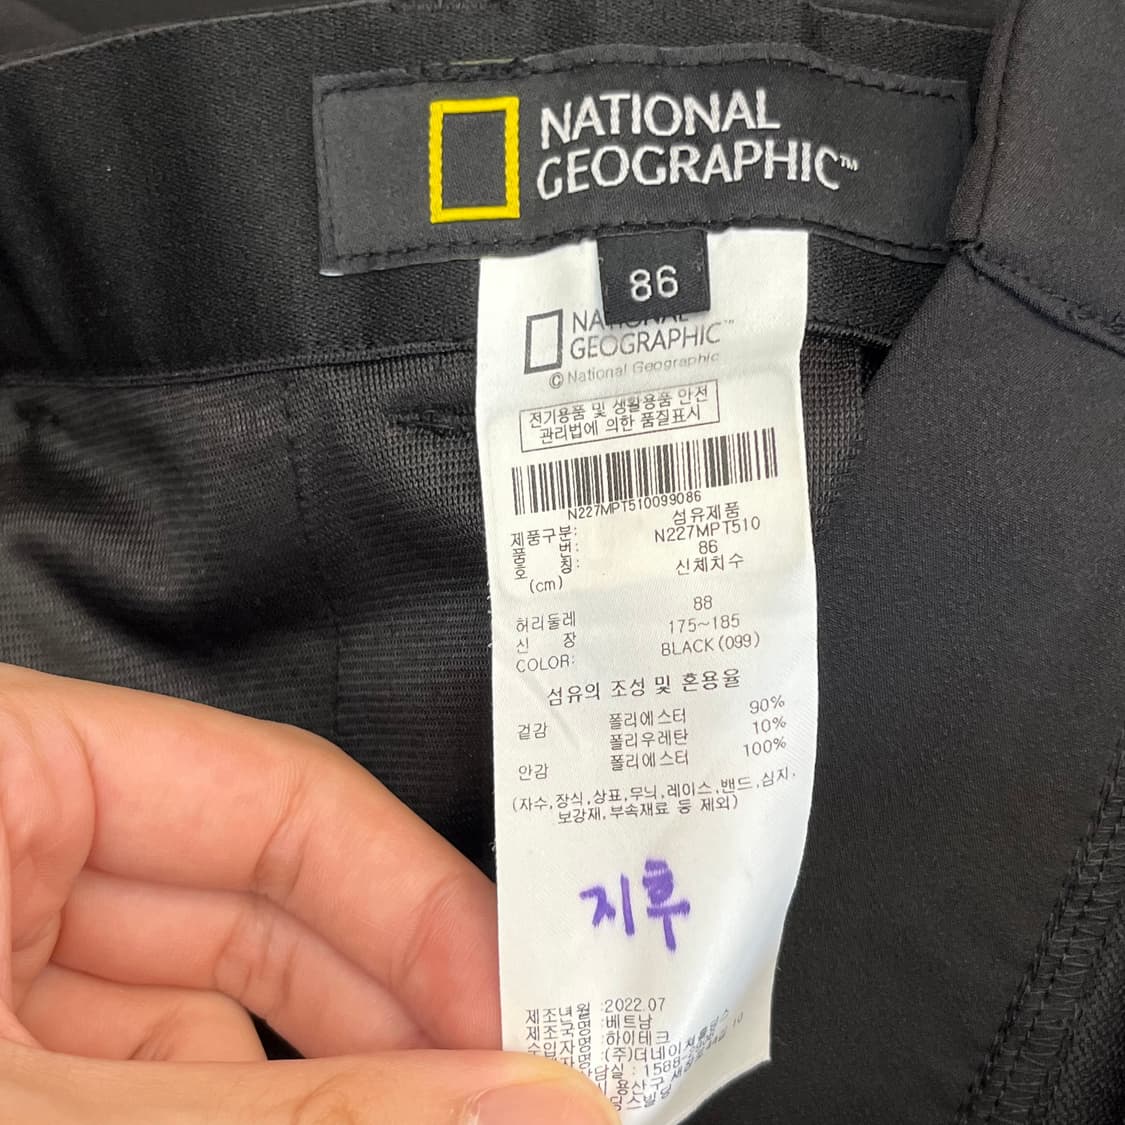 NATIONAL
GEOGRAPHIC™
86
GEOGRAPHIC™
© National Geographic
전기용품 및 생활용품 안전
관리법에 의한 품질표시
N227MPT510099086
제품구분: 섬유제품
품 번: N227MPT510
호 칭: 86
(cm) 신체치수
허리둘레 88
신 장 175~185
COLOR: BLACK(099)
섬유의 조성 및 혼용율
겉감 폴리에스터 90%
폴리우레탄 10%
안감 폴리에스터 100%
(자수,장식,상표,무늬,레이스,밴드,심지,
보강재,부속재료 등 제외)
지후
제조년월 :2022.07
제조국명 :베트남
수입자명 :하이테크
자명 :(주)더네이쳐홀딩스
담실 : 1588
용산구